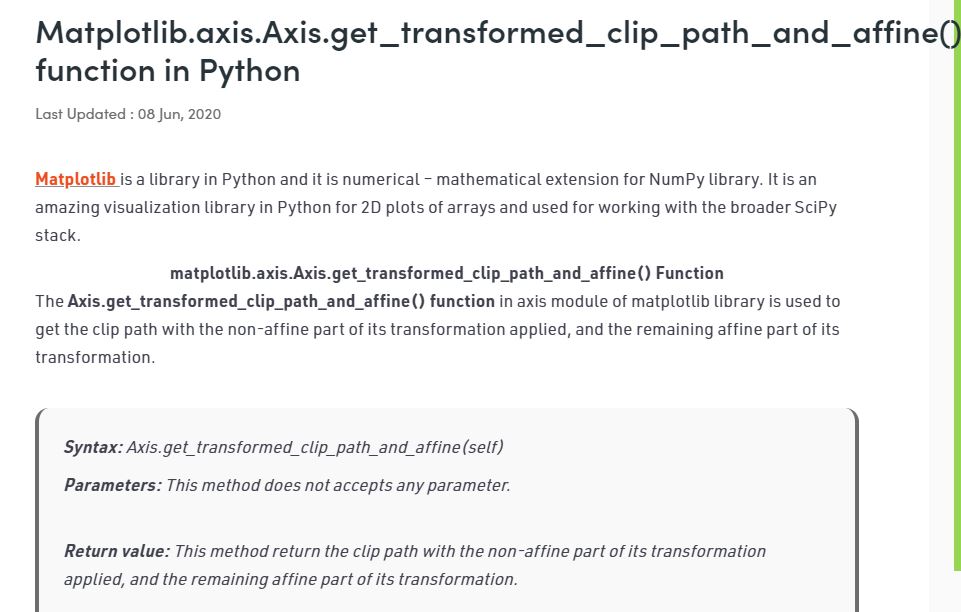 Matplotlib.axis.Axis.get_transformed_clip_path_and_affine()
function in Python
Last Updated : 08 Jun, 2020
Matplotlib is a library in Python and it is numerical – mathematical extension for NumPy library. It is an
amazing visualization library in Python for 2D plots of arrays and used for working with the broader SciPy
stack.
matplotlib.axis.Axis.get_transformed_clip_path_and_affine() Function
The Axis.get_transformed_clip_path_and_affine() function in axis module of matplotlib library is used to
get the clip path with the non-affine part of its transformation applied, and the remaining affine part of its
transformation.
Syntax: Axis.get_transformed_clip_path_and_affine(self)
Parameters: This method does not accepts any parameter.
Return value: This method return the clip path with the non-affine part of its transformation
applied, and the remaining affine part of its transformation.